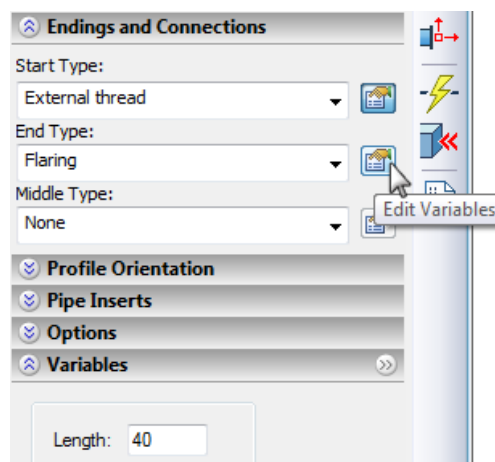 Endings and Connections
Start Type:
External thread
End Type:
Flaring
Middle Type:
Edit Variables
None
Profile Orientation
Pipe Inserts
Options
Variables
Length: 40